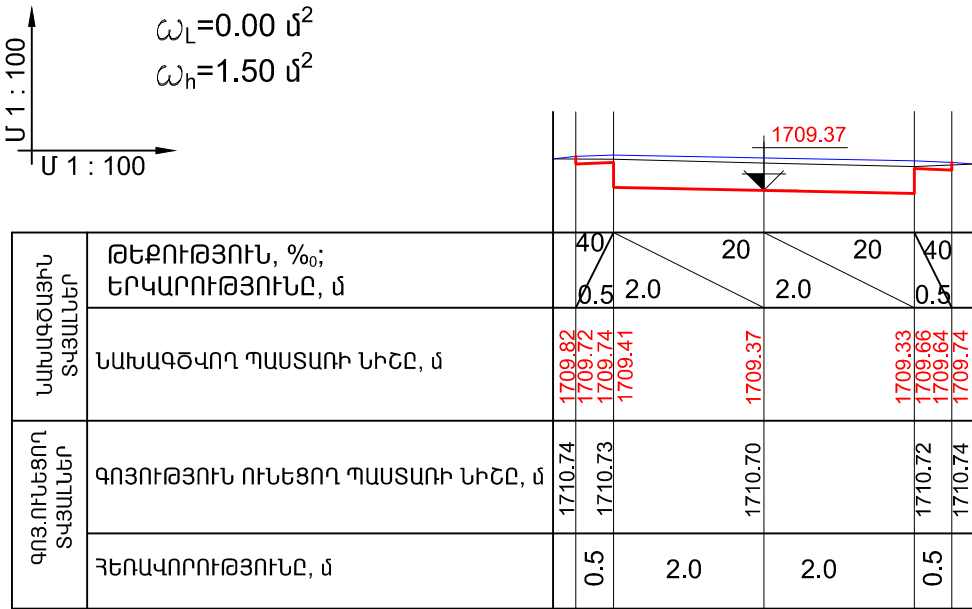 Մ 1 : 100
Մ 1 : 100
ω_L=0.00 մ²
ω_h=1.50 մ²
1709.37
ՆԱԽԱԳԾԱՅԻՆ
ՏՎՅԱԼՆԵՐ
ԹԵՔՈՒԹՅՈՒՆ, %₀;
ԵՐԿԱՐՈՒԹՅՈՒՆԸ, մ
40 20 20 40
0.5 2.0 2.0 0.5
ՆԱԽԱԳԾՎՈՂ ՊԱՍՏԱՌԻ ՆԻՇԸ, մ
1709.82 1709.72 1709.74 1709.41 1709.37 1709.33 1709.66 1709.64 1709.74
ԳՈՅ.ՈՒՆԵՑՈՂ
ՏՎՅԱԼՆԵՐ
ԳՈՅՈՒԹՅՈՒՆ ՈՒՆԵՑՈՂ ՊԱՍՏԱՌԻ ՆԻՇԸ, մ
1710.74 1710.73 1710.70 1710.72 1710.74
ՀԵՌԱՎՈՐՈՒԹՅՈՒՆԸ, մ
0.5 2.0 2.0 0.5